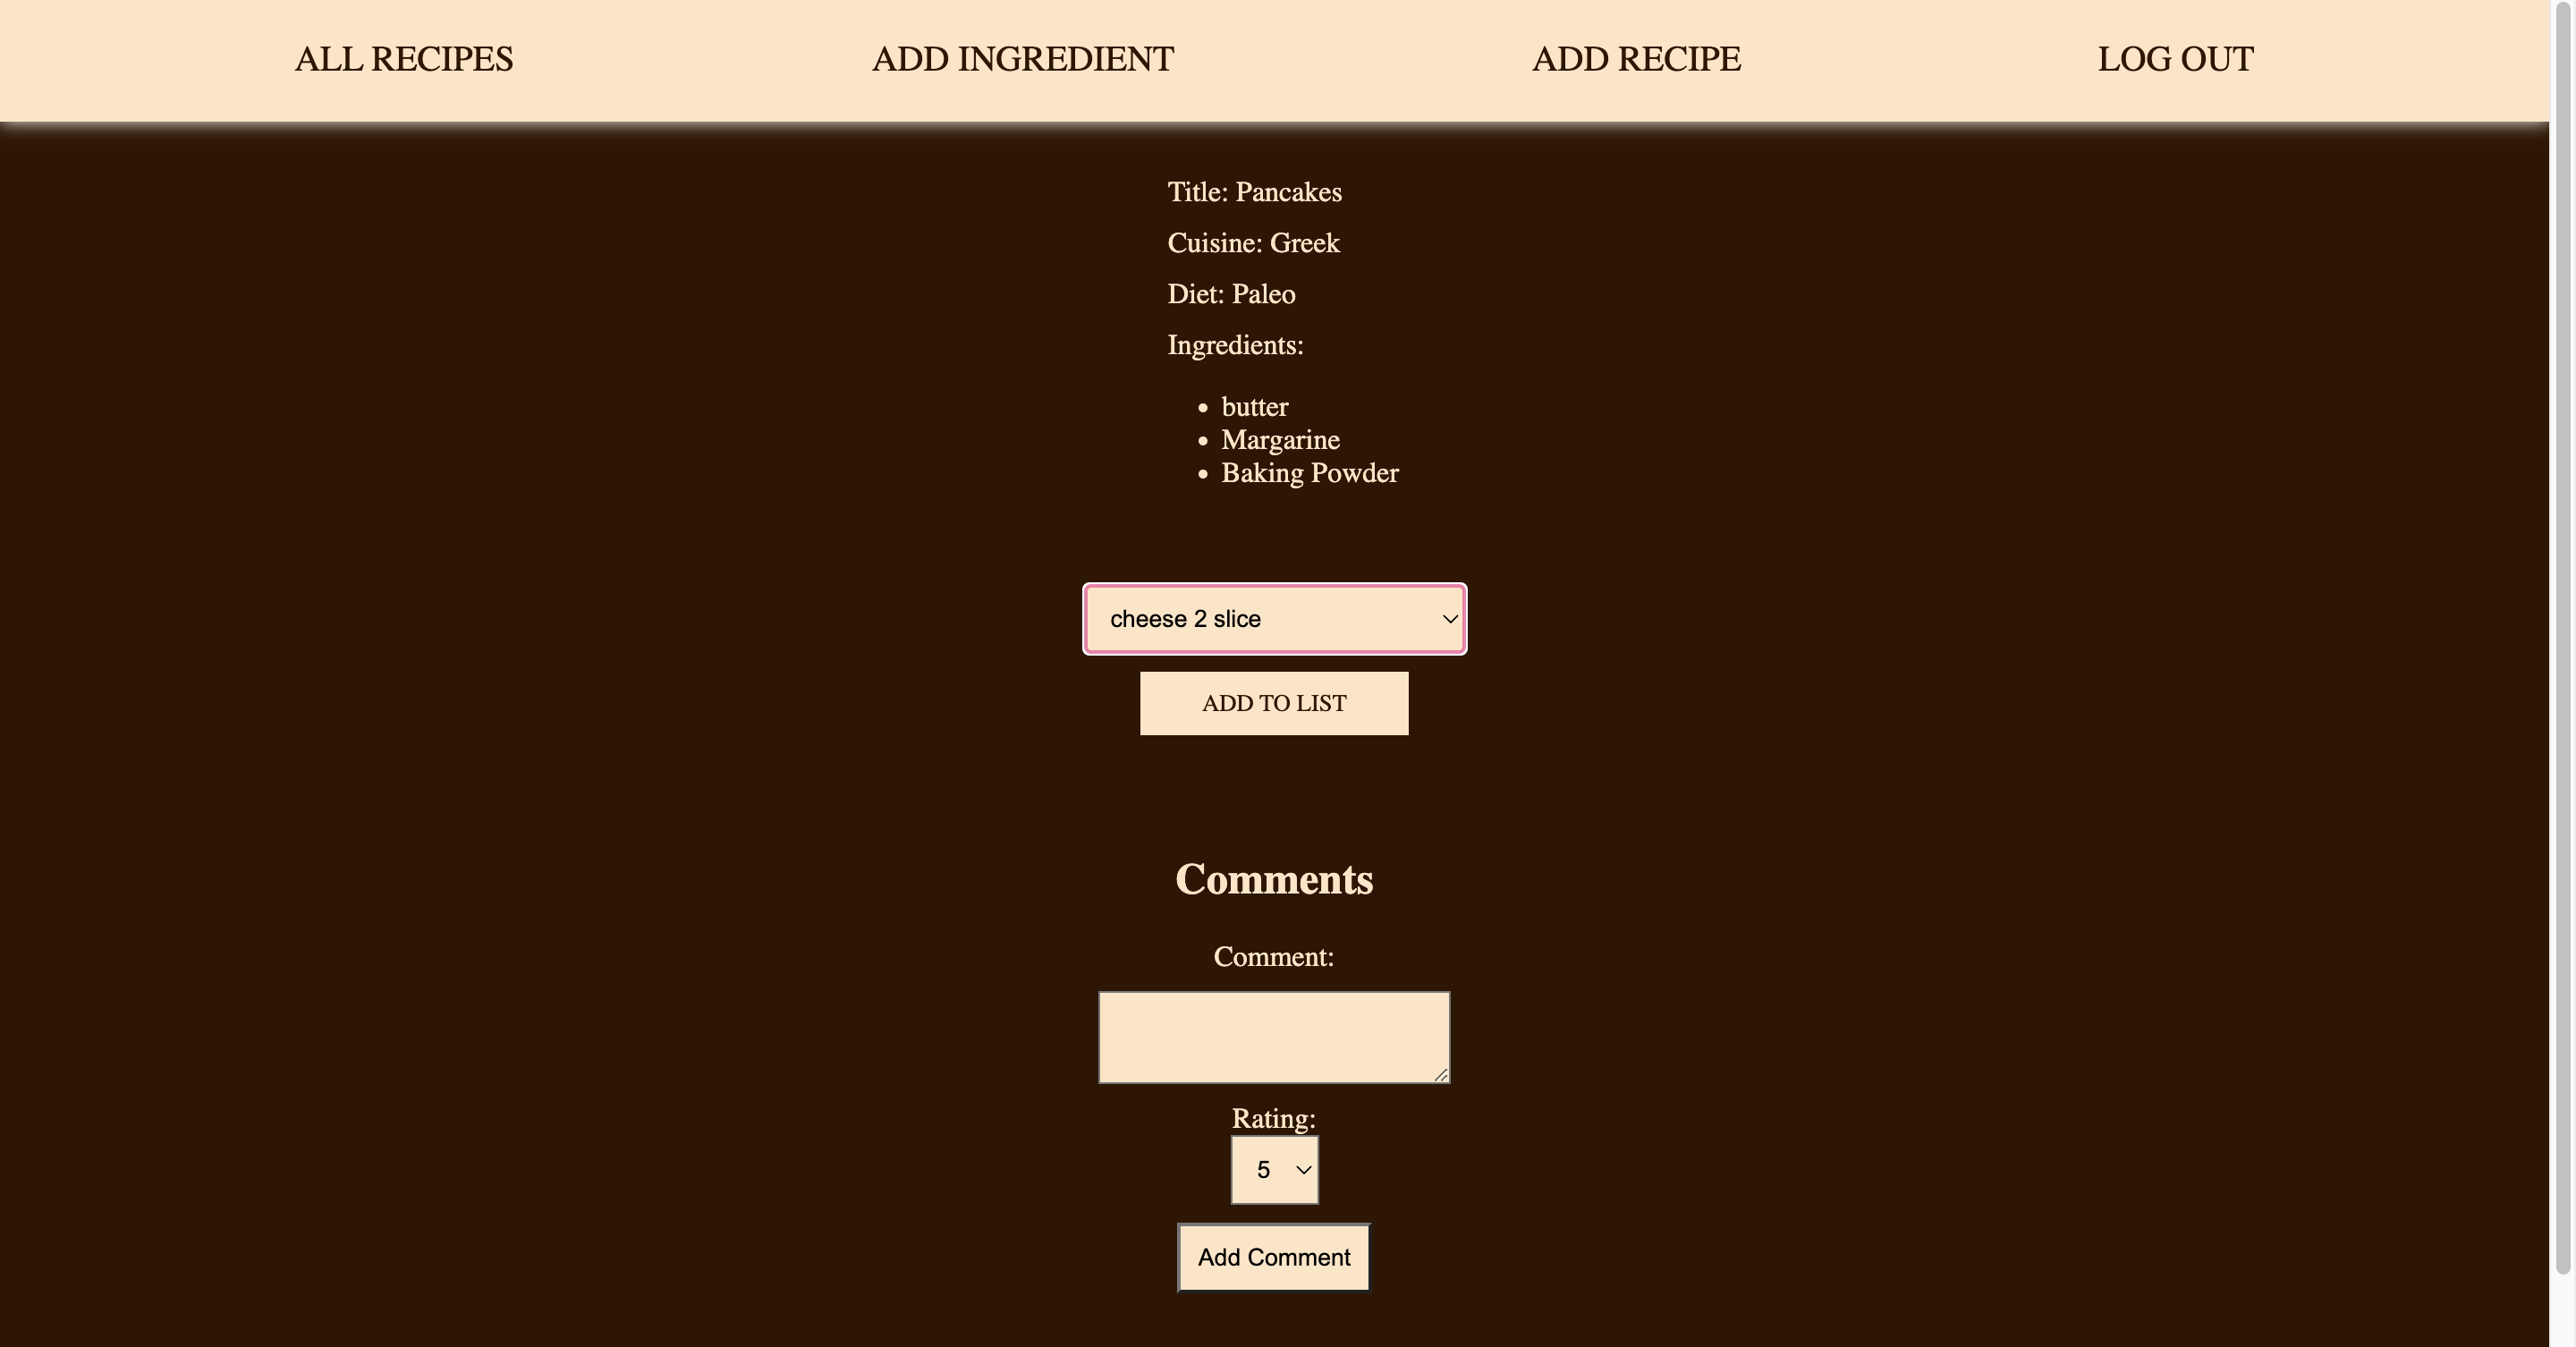 ALL RECIPES ADD INGREDIENT ADD RECIPE LOG OUT
Title: Pancakes
Cuisine: Greek
Diet: Paleo
Ingredients:
butter
Margarine
Baking Powder
cheese 2 slice
ADD TO LIST
Comments
Comment:
Rating:
5
Add Comment